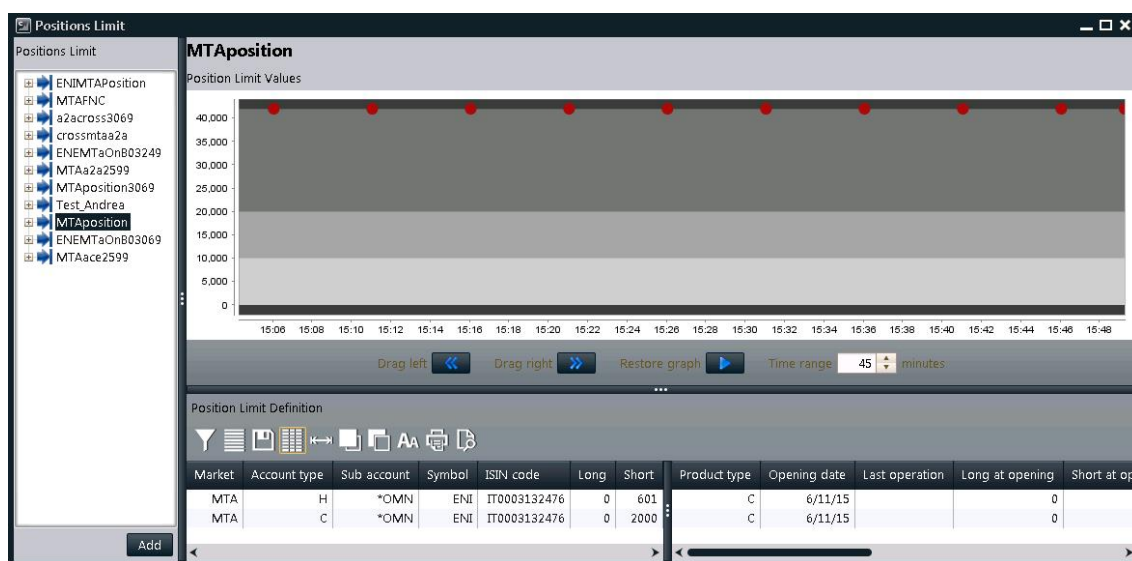 Positions Limit
Positions Limit
ENIMTAPosition
MTAFNC
a2across3069
crossmtaa2a
ENEMTaOnB03249
MTAa2a2599
MTAposition3069
Test_Andrea
MTAposition
ENEMTaOnB03069
MTAace2599
Add
MTAposition
Position Limit Values
40,000
35,000
30,000
25,000
20,000
15,000
10,000
5,000
0
15:06 15:08 15:10 15:12 15:14 15:16 15:18 15:20 15:22 15:24 15:26 15:28 15:30 15:32 15:34 15:36 15:38 15:40 15:42 15:44 15:46 15:48
Drag left Drag right Restore graph Time range 45 minutes
Position Limit Definition
Market Account type Sub account Symbol ISIN code Long Short Product type Opening date Last operation Long at opening Short at op
MTA H *OMN ENI IT0003132476 0 601 C 6/11/15 0
MTA C *OMN ENI IT0003132476 0 2000 C 6/11/15 0